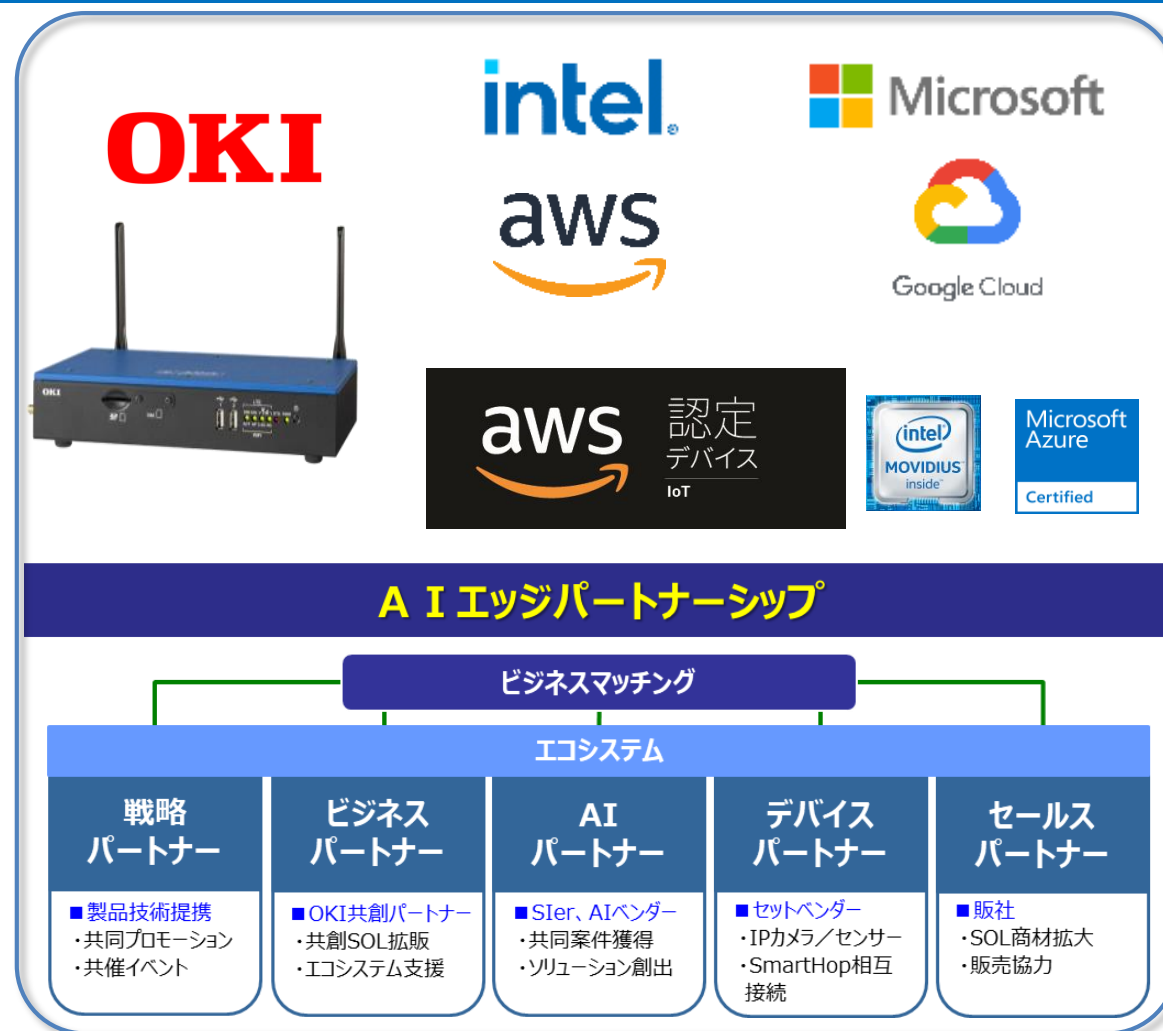 OKI
intel.
Microsoft
aws
Google Cloud
OKI
aws 認定
デバイス
IoT
intel
MOVIDIUS
inside™
Microsoft
Azure
Certified
ＡＩエッジパートナーシップ
ビジネスマッチング
エコシステム
戦略
パートナー
■製品技術提携
・共同プロモーション
・共催イベント
ビジネス
パートナー
■OKI共創パートナー
・共創SOL拡販
・エコシステム支援
AI
パートナー
■SIer、AIベンダー
・共同案件獲得
・ソリューション創出
デバイス
パートナー
■セットベンダー
・IPカメラ／センサー
・SmartHop相互
接続
セールス
パートナー
■販社
・SOL商材拡大
・販売協力